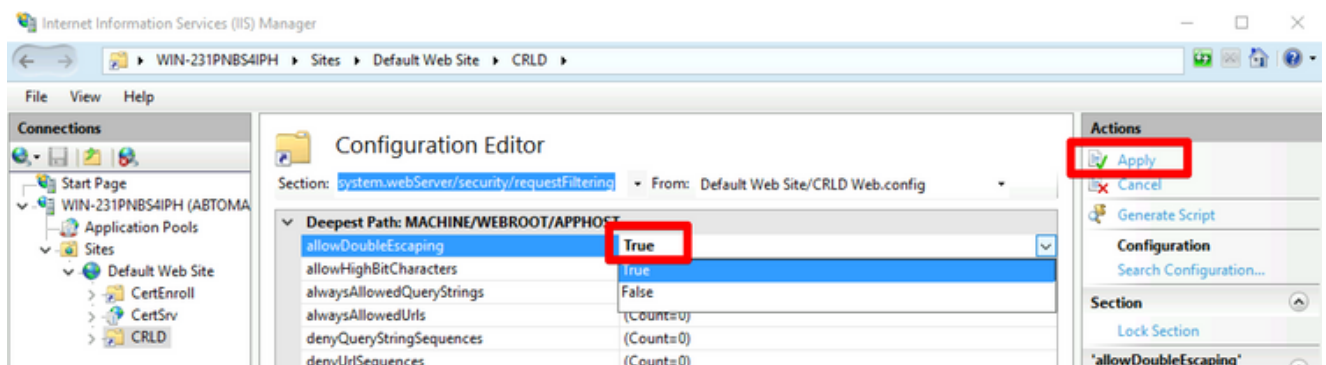 Internet Information Services (IIS) Manager
WIN-231PNBS4IPH Sites Default Web Site CRLD
File View Help
Connections
Start Page
WIN-231PNBS4IPH (ABTOMA
Application Pools
Sites
Default Web Site
CertEnroll
CertSrv
CRLD
Configuration Editor
Section: system.webServer/security/requestFiltering From: Default Web Site/CRLD Web.config
Deepest Path: MACHINE/WEBROOT/APPHOST
allowDoubleEscaping True
allowHighBitCharacters True
alwaysAllowedQueryStrings False
alwaysAllowedUrls (Count=0)
denyQueryStringSequences (Count=0)
denyUrlSequences (Count=0)
Actions
Apply
Cancel
Generate Script
Configuration
Search Configuration...
Section
Lock Section
'allowDoubleEscaping'